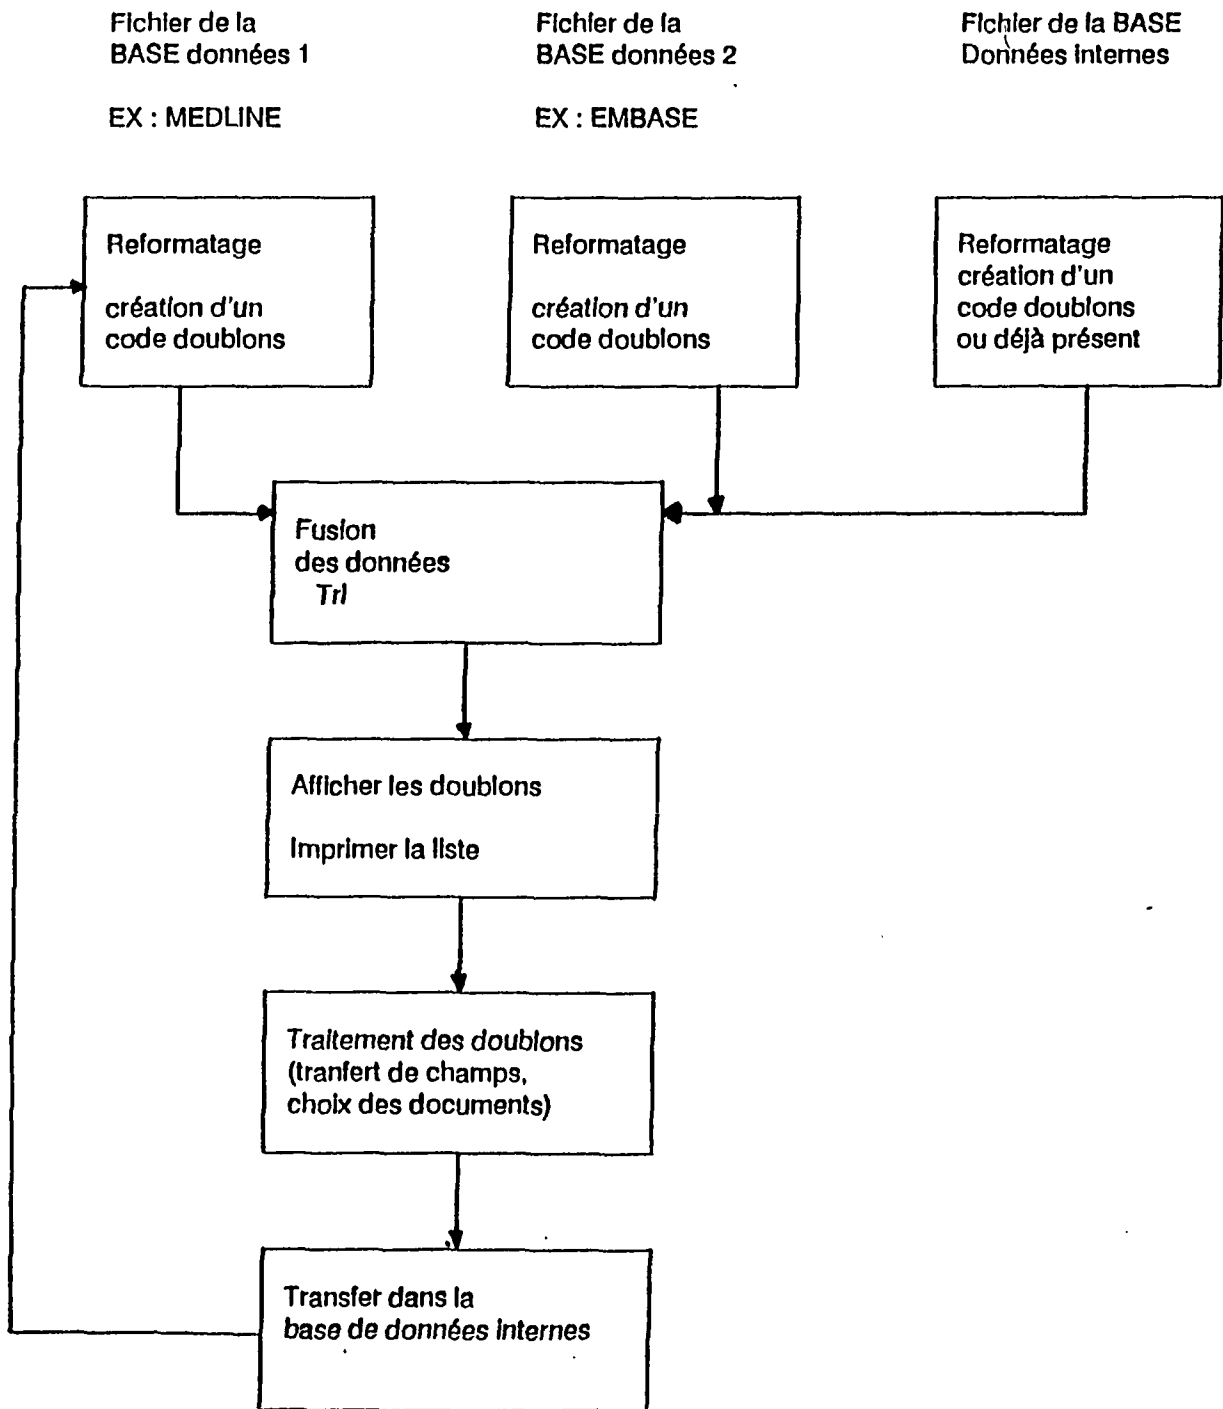 Fichier de la
BASE données 1
EX : MEDLINE
Fichier de la
BASE données 2
EX : EMBASE
Fichier de la BASE
Données internes
Reformatage
création d'un
code doublons
Reformatage
création d'un
code doublons
Reformatage
création d'un
code doublons
ou déjà présent
Fusion
des données
Tri
Afficher les doublons
Imprimer la liste
Traitement des doublons
(tranfert de champs,
choix des documents)
Transfer dans la
base de données internes